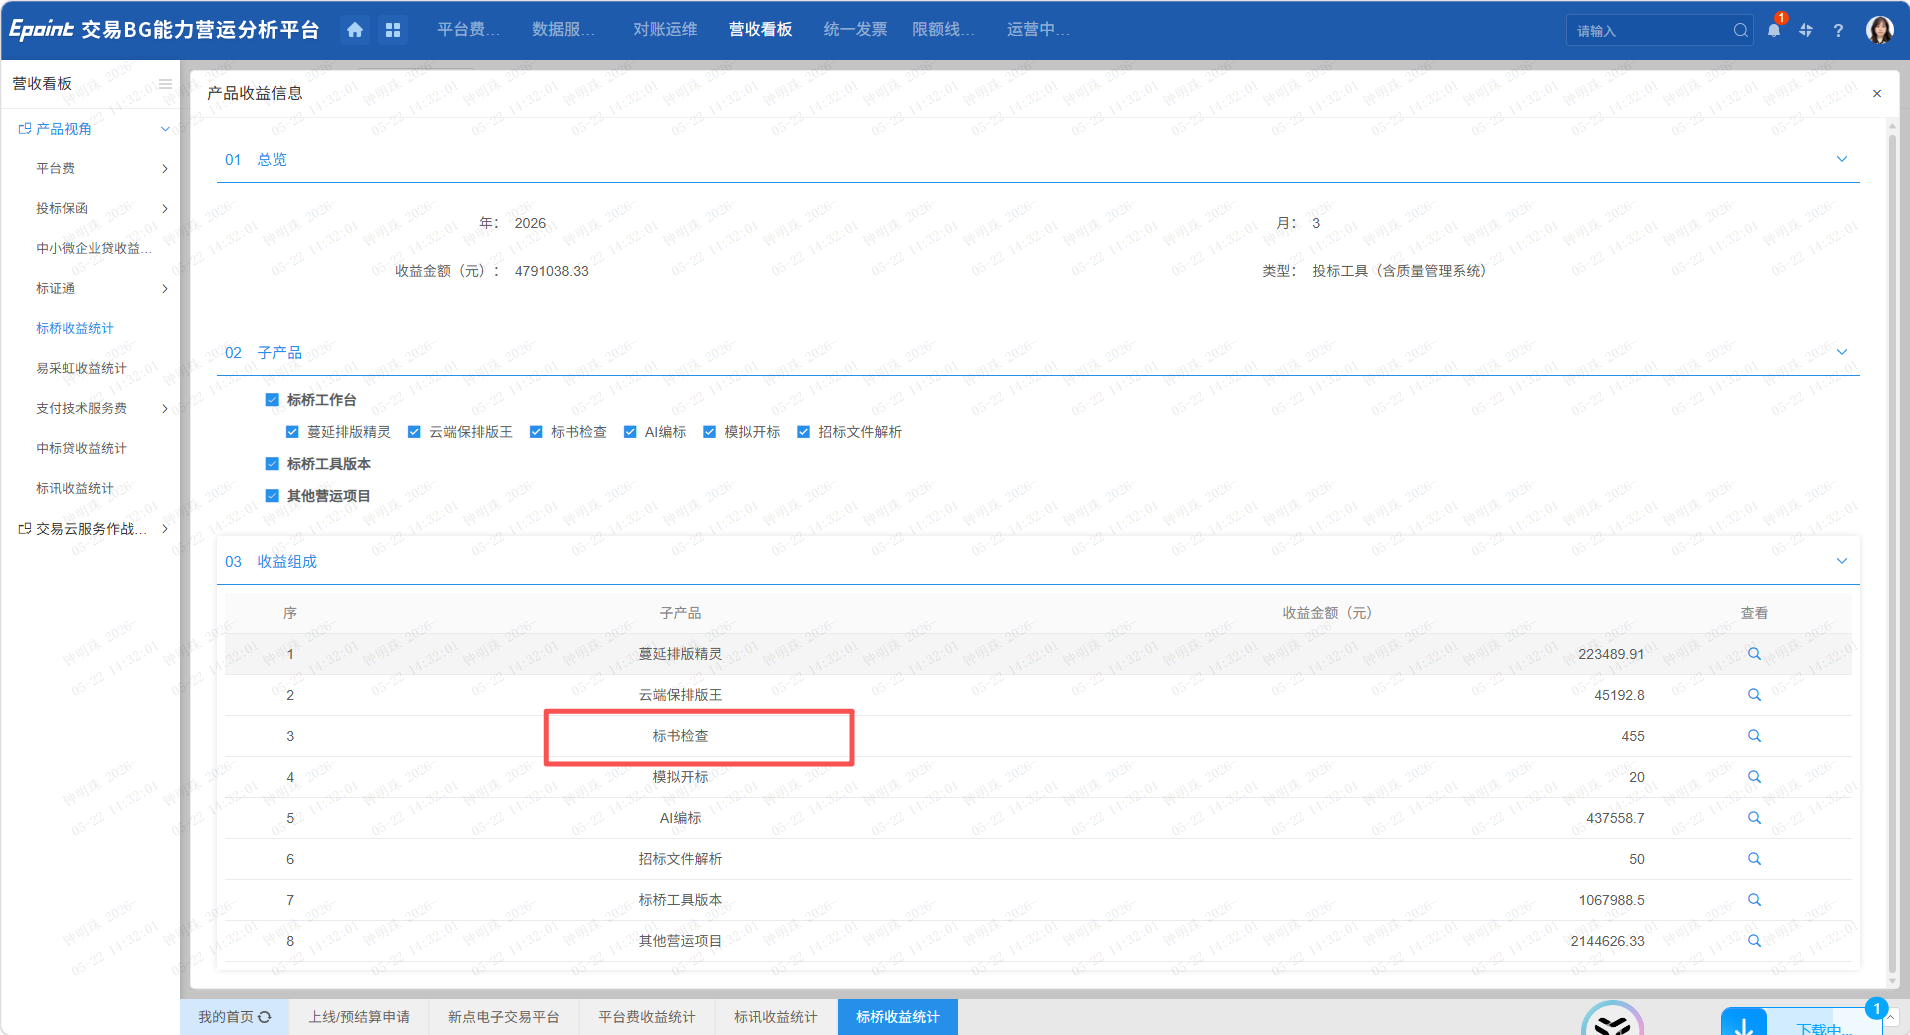 Epoint 交易BG能力营运分析平台 平台费... 数据服... 对账运维 营收看板 统一发票 限额线... 运营中... 请输入 1 ?
营收看板
产品视角
平台费
投标保函
中小微企业贷收益...
标证通
标桥收益统计
易采虹收益统计
支付技术服务费
中标贷收益统计
标讯收益统计
交易云服务作战...
产品收益信息 ×
01 总览
年： 2026 月： 3
收益金额（元）： 4791038.33 类型： 投标工具（含质量管理系统）
02 子产品
标桥工作台
蔓延排版精灵 云端保排版王 标书检查 AI编标 模拟开标 招标文件解析
标桥工具版本
其他营运项目
03 收益组成
序 子产品 收益金额（元） 查看
1 蔓延排版精灵 223489.91
2 云端保排版王 45192.8
3 标书检查 455
4 模拟开标 20
5 AI编标 437558.7
6 招标文件解析 50
7 标桥工具版本 1067988.5
8 其他营运项目 2144626.33
我的首页 上线/预结算申请 新点电子交易平台 平台费收益统计 标讯收益统计 标桥收益统计
下载中... 1
钟明珠 2026-
05-22 14:32:01